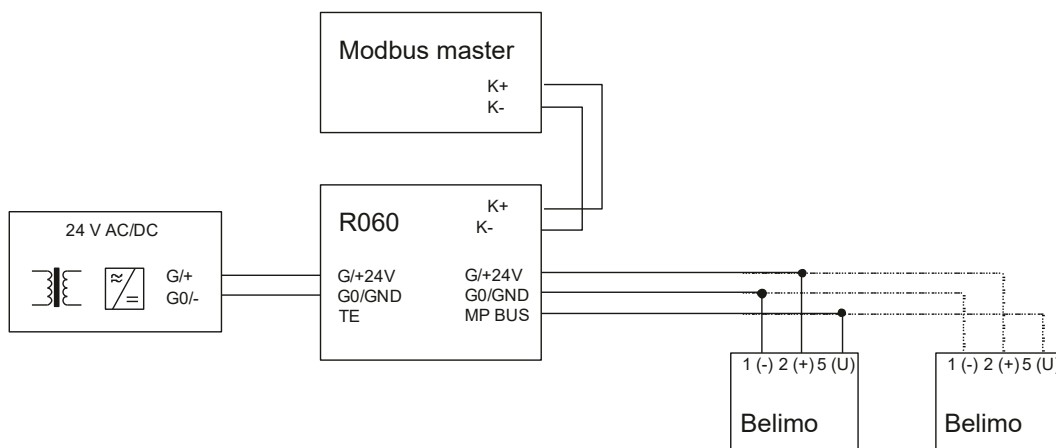 Modbus master
K+
K-
R060
K+
K-
24 V AC/DC
G/+
G0/-
G/+24V
G0/GND
TE
G/+24V
G0/GND
MP BUS
1 (-) 2 (+) 5 (U)
Belimo
1 (-) 2 (+) 5 (U)
Belimo